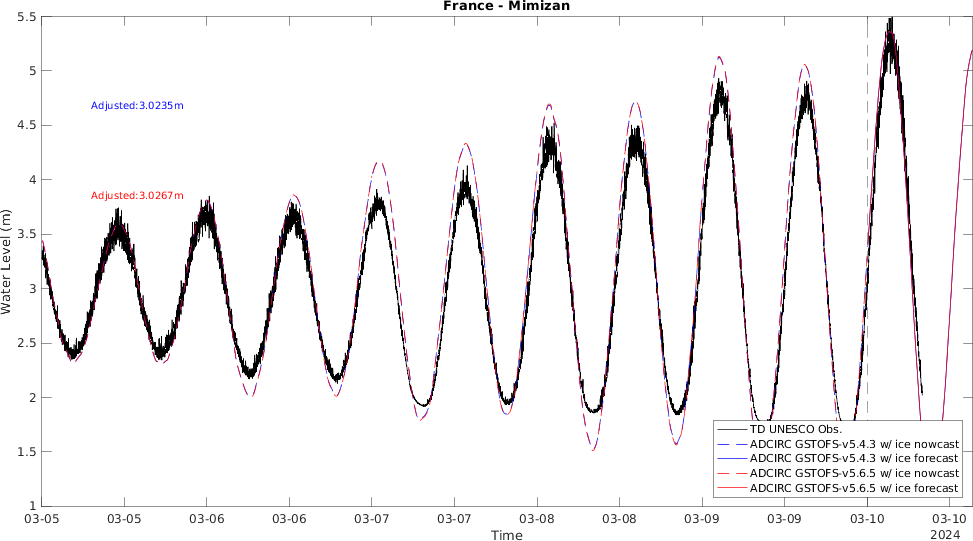 France - Mimizan
5.5
5
4.5
4
3.5
3
2.5
2
1.5
1
Water Level (m)
Adjusted:3.0235m
Adjusted:3.0267m
TD UNESCO Obs.
ADCIRC GSTOFS-v5.4.3 w/ ice nowcast
ADCIRC GSTOFS-v5.4.3 w/ ice forecast
ADCIRC GSTOFS-v5.6.5 w/ ice nowcast
ADCIRC GSTOFS-v5.6.5 w/ ice forecast
03-05 03-05 03-06 03-06 03-07 03-07 03-08 03-08 03-09 03-09 03-10 03-10
2024
Time